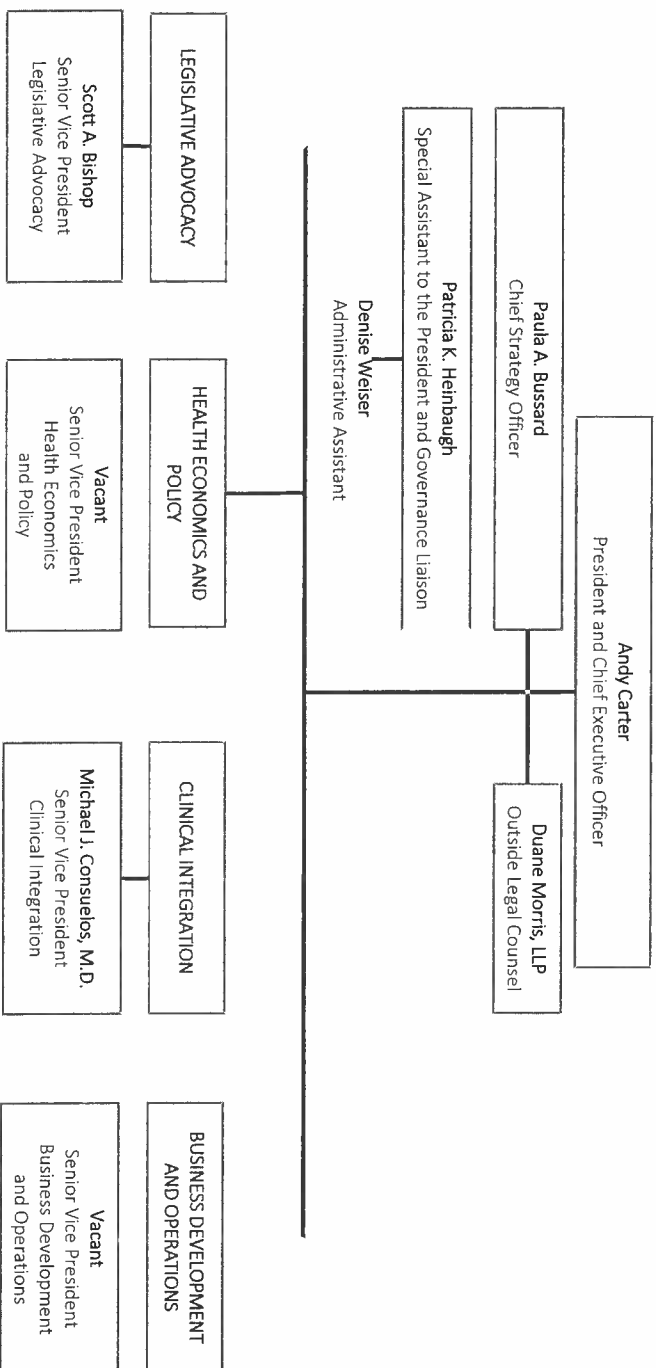 Andy Carter
President and Chief Executive Officer
Paula A. Bussard
Chief Strategy Officer
Duane Morris, LLP
Outside Legal Counsel
Patricia K. Heinbaugh
Special Assistant to the President and Governance Liaison
Denise Weiser
Administrative Assistant
LEGISLATIVE ADVOCACY
Scott A. Bishop
Senior Vice President
Legislative Advocacy
HEALTH ECONOMICS AND
POLICY
Vacant
Senior Vice President
Health Economics
and Policy
CLINICAL INTEGRATION
Michael J. Consuelos, M.D.
Senior Vice President
Clinical Integration
BUSINESS DEVELOPMENT
AND OPERATIONS
Vacant
Senior Vice President
Business Development
and Operations